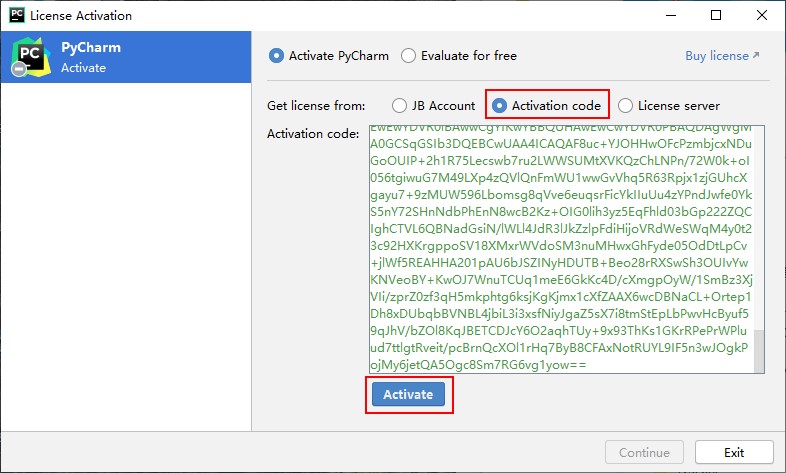 License Activation
PyCharm
Activate
Activate PyCharm Evaluate for free Buy license
Get license from: JB Account Activation code License server
Activation code:
A0GCSqGSIb3DQEBCwUAA4ICAQAF8uc+YJOHHwOFcPzmbjcxNDu
GoOUIP+2h1R75Lecswb7ru2LWWSUMtXVKQzChLNPn/72W0k+oI
056tgiwuG7M49LXp4zQVlQnFmWU1wwGvVhq5R63Rpjx1zjGUhcX
gayu7+9zMUW596Lbomsg8qVve6euqsrFicYkIIuUu4zYPndJwfe0Yk
S5nY72SHnNdbPhEnN8wcB2Kz+OIG0lih3yz5EqFhld03bGp222ZQC
IghCTVL6QBNadGsiN/lWLl4JdR3lJkZzlpFdiHijoVRdWeSWqM4y0t2
3c92HXKrgppoSV18XMxrWVdoSM3nuMHwxGhFyde05OdDtLpCv
+jlWf5REAHHA201pAU6bJSZINyHDUTB+Beo28rRXSwSh3OUIvYw
KNVeoBY+KwOJ7WnuTCUq1meE6GkKc4D/cXmgpOyW/1SmBz3Xj
VIi/zprZ0zf3qH5mkphtg6ksjKgKjmx1cXfZAAX6wcDBNaCL+Ortep1
Dh8xDUbqbBVNBL4jbiL3i3xsfNiyJgaZ5sX7i8tmStEpLbPwvHcByuf5
9qJhV/bZOl8KqJBETCDJcY6O2aqhTUy+9x93ThKs1GKrRPePrWPlu
ud7ttlgtRveit/pcBrnQcXOl1rHq7ByB8CFAxNotRUYL9IF5n3wJOgkP
ojMy6jetQA5Ogc8Sm7RG6vg1yow==
Activate
Continue Exit